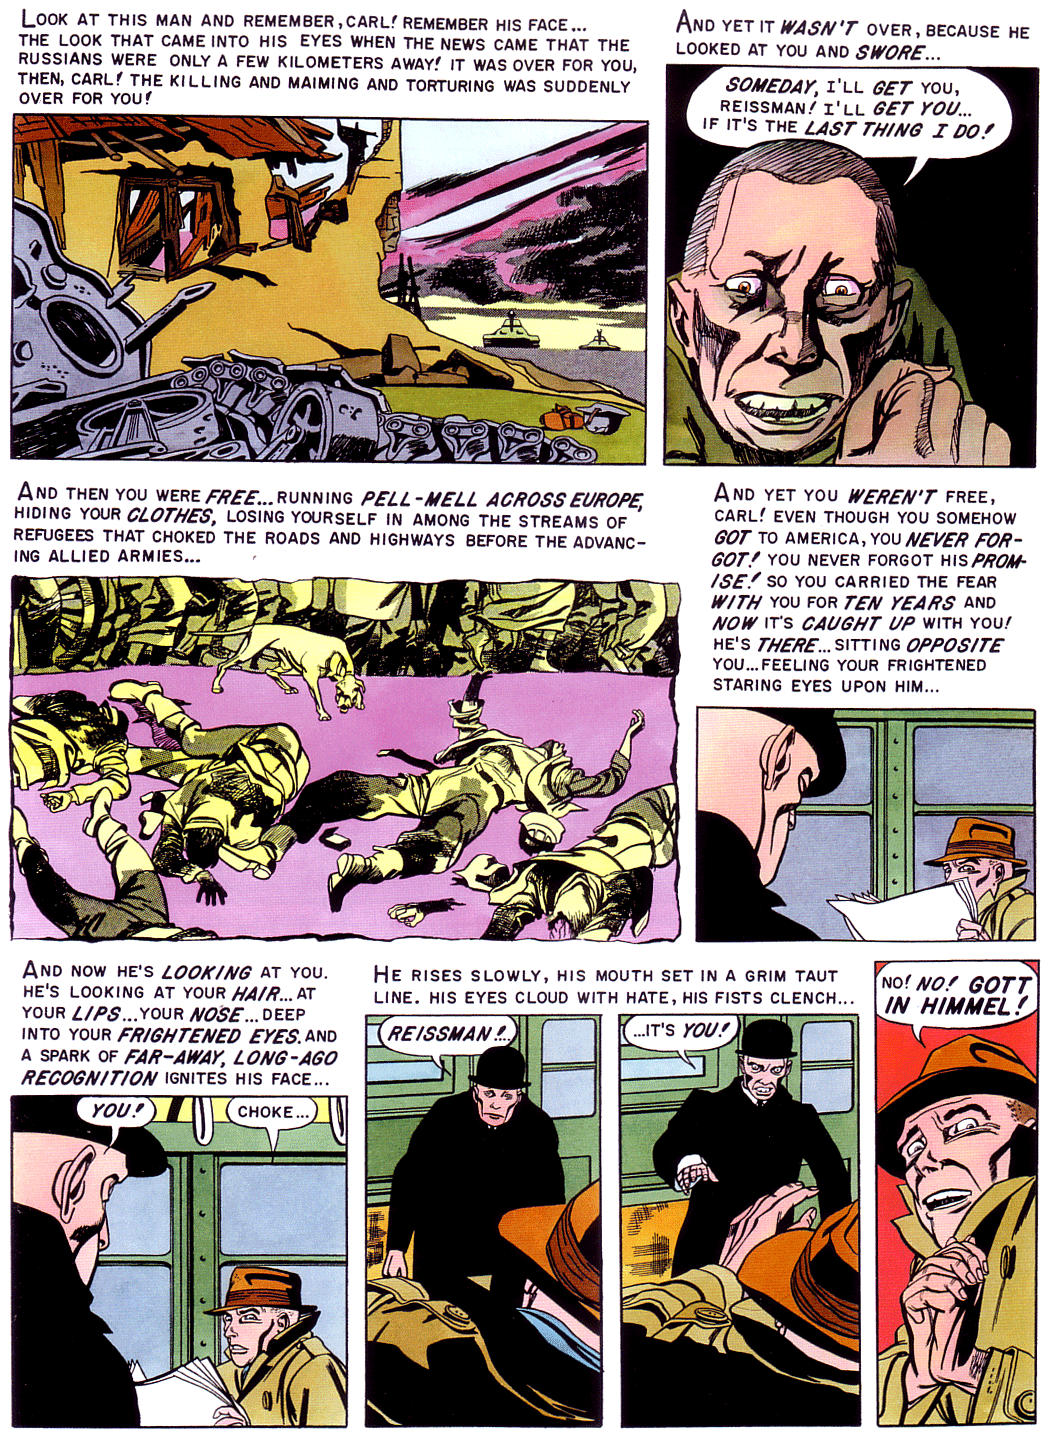 LOOK AT THIS MAN AND REMEMBER, CARL! REMEMBER HIS FACE...
THE LOOK THAT CAME INTO HIS EYES WHEN THE NEWS CAME THAT THE
RUSSIANS WERE ONLY A FEW KILOMETERS AWAY! IT WAS OVER FOR YOU,
THEN, CARL! THE KILLING AND MAIMING AND TORTURING WAS SUDDENLY
OVER FOR YOU!
AND YET IT WASN'T OVER, BECAUSE HE
LOOKED AT YOU AND SWORE...
SOMEDAY, I'LL GET YOU,
REISSMAN! I'LL GET YOU...
IF IT'S THE LAST THING I DO!
AND THEN YOU WERE FREE... RUNNING PELL-MELL ACROSS EUROPE,
HIDING YOUR CLOTHES, LOSING YOURSELF IN AMONG THE STREAMS OF
REFUGEES THAT CHOKED THE ROADS AND HIGHWAYS BEFORE THE ADVANC-
ING ALLIED ARMIES...
AND YET YOU WEREN'T FREE,
CARL! EVEN THOUGH YOU SOMEHOW
GOT TO AMERICA, YOU NEVER FOR-
GOT! YOU NEVER FORGOT HIS PROM-
ISE! SO YOU CARRIED THE FEAR
WITH YOU FOR TEN YEARS AND
NOW IT'S CAUGHT UP WITH YOU!
HE'S THERE... SITTING OPPOSITE
YOU... FEELING YOUR FRIGHTENED
STARING EYES UPON HIM...
AND NOW HE'S LOOKING AT YOU.
HE'S LOOKING AT YOUR HAIR... AT
YOUR LIPS... YOUR NOSE... DEEP
INTO YOUR FRIGHTENED EYES. AND
A SPARK OF FAR-AWAY, LONG-AGO
RECOGNITION IGNITES HIS FACE...
YOU!
CHOKE...
HE RISES SLOWLY, HIS MOUTH SET IN A GRIM TAUT
LINE. HIS EYES CLOUD WITH HATE, HIS FISTS CLENCH...
REISSMAN!...
...IT'S YOU!
NO! NO! GOTT
IN HIMMEL!